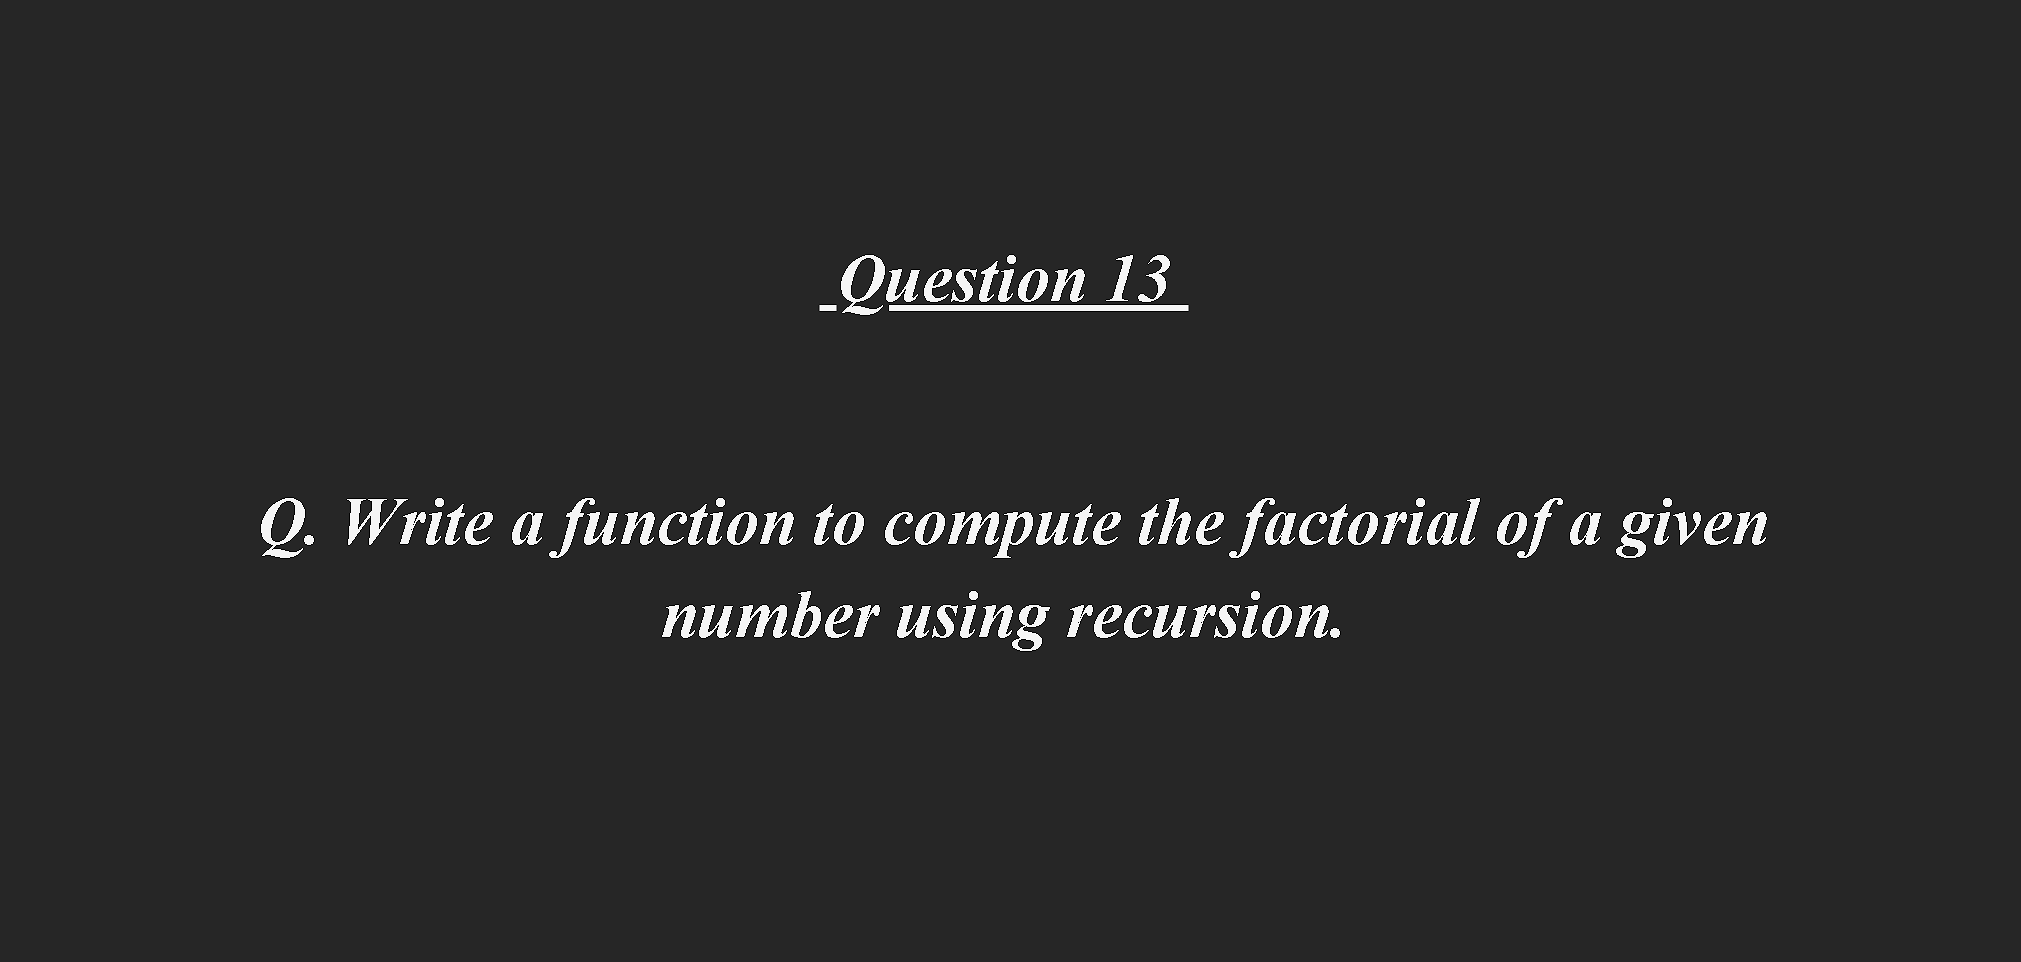 Question 13
Q. Write a function to compute the factorial of a given
number using recursion.